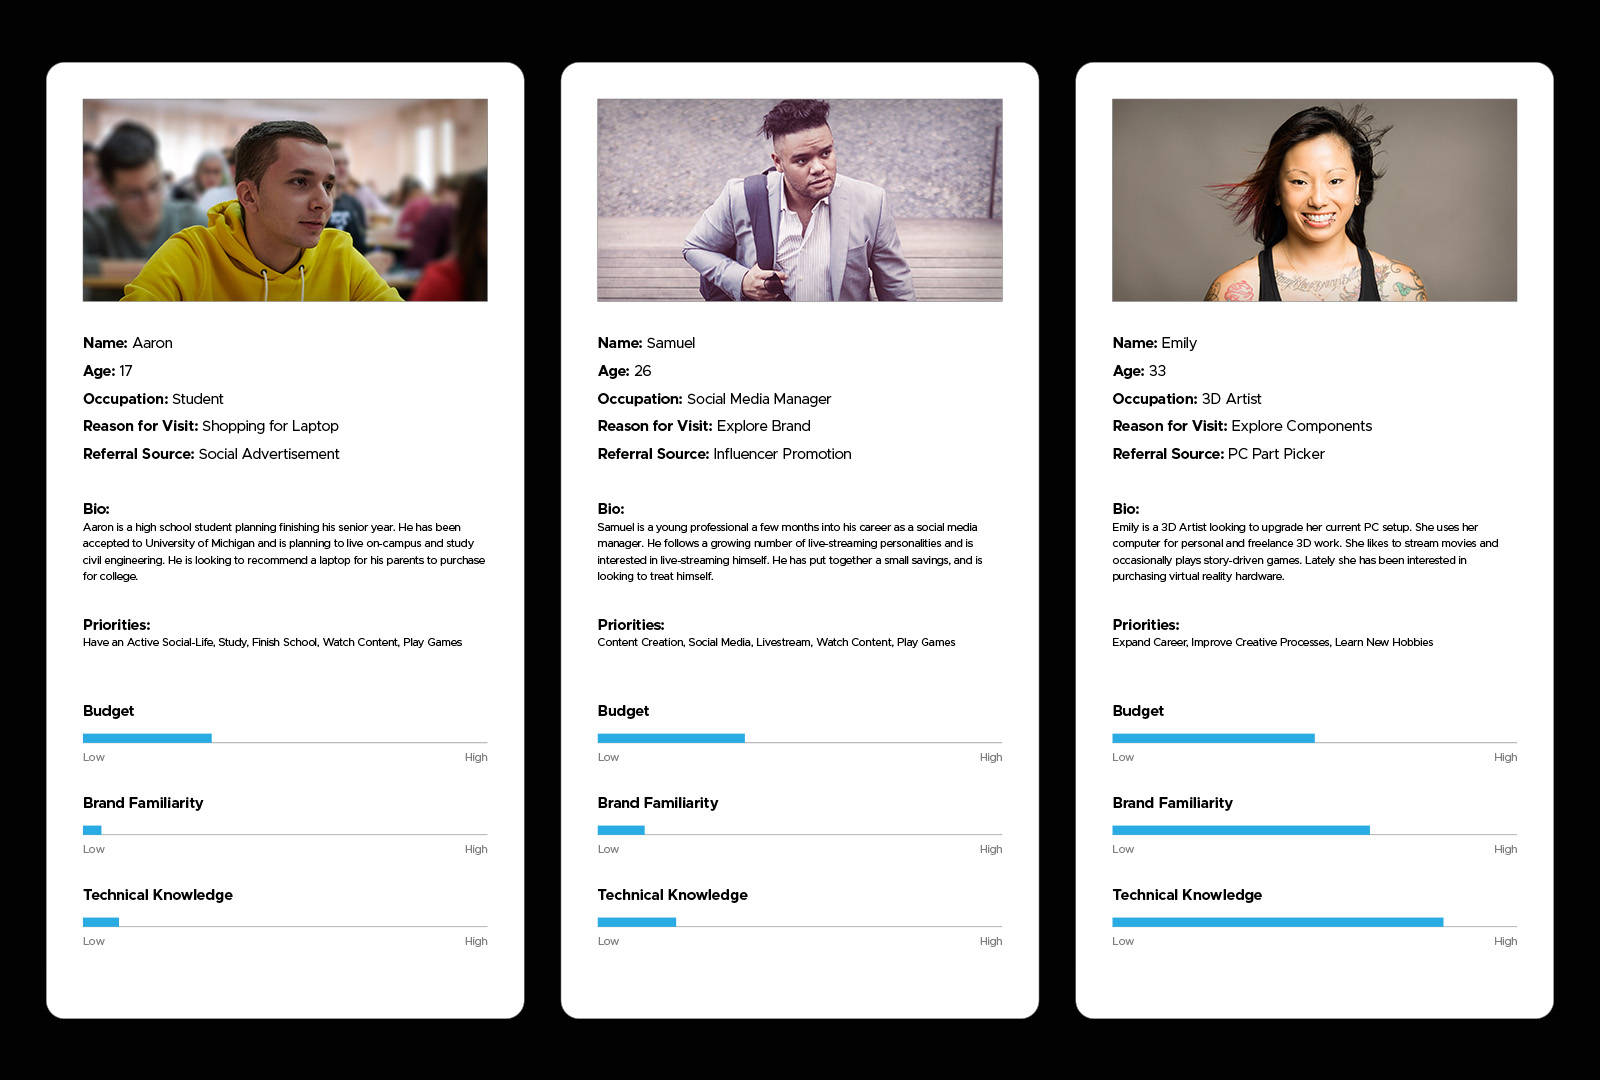 Name: Aaron
Age: 17
Occupation: Student
Reason for Visit: Shopping for Laptop
Referral Source: Social Advertisement
Bio:
Aaron is a high school student planning finishing his senior year. He has been
accepted to University of Michigan and is planning to live on-campus and study
civil engineering. He is looking to recommend a laptop for his parents to purchase
for college.
Priorities:
Have an Active Social-Life, Study, Finish School, Watch Content, Play Games
Budget
Low High
Brand Familiarity
Low High
Technical Knowledge
Low High
Name: Samuel
Age: 26
Occupation: Social Media Manager
Reason for Visit: Explore Brand
Referral Source: Influencer Promotion
Bio:
Samuel is a young professional a few months into his career as a social media
manager. He follows a growing number of live-streaming personalities and is
interested in live-streaming himself. He has put together a small savings, and is
looking to treat himself.
Priorities:
Content Creation, Social Media, Livestream, Watch Content, Play Games
Budget
Low High
Brand Familiarity
Low High
Technical Knowledge
Low High
Name: Emily
Age: 33
Occupation: 3D Artist
Reason for Visit: Explore Components
Referral Source: PC Part Picker
Bio:
Emily is a 3D Artist looking to upgrade her current PC setup. She uses her
computer for personal and freelance 3D work. She likes to stream movies and
occasionally plays story-driven games. Lately she has been interested in
purchasing virtual reality hardware.
Priorities:
Expand Career, Improve Creative Processes, Learn New Hobbies
Budget
Low High
Brand Familiarity
Low High
Technical Knowledge
Low High